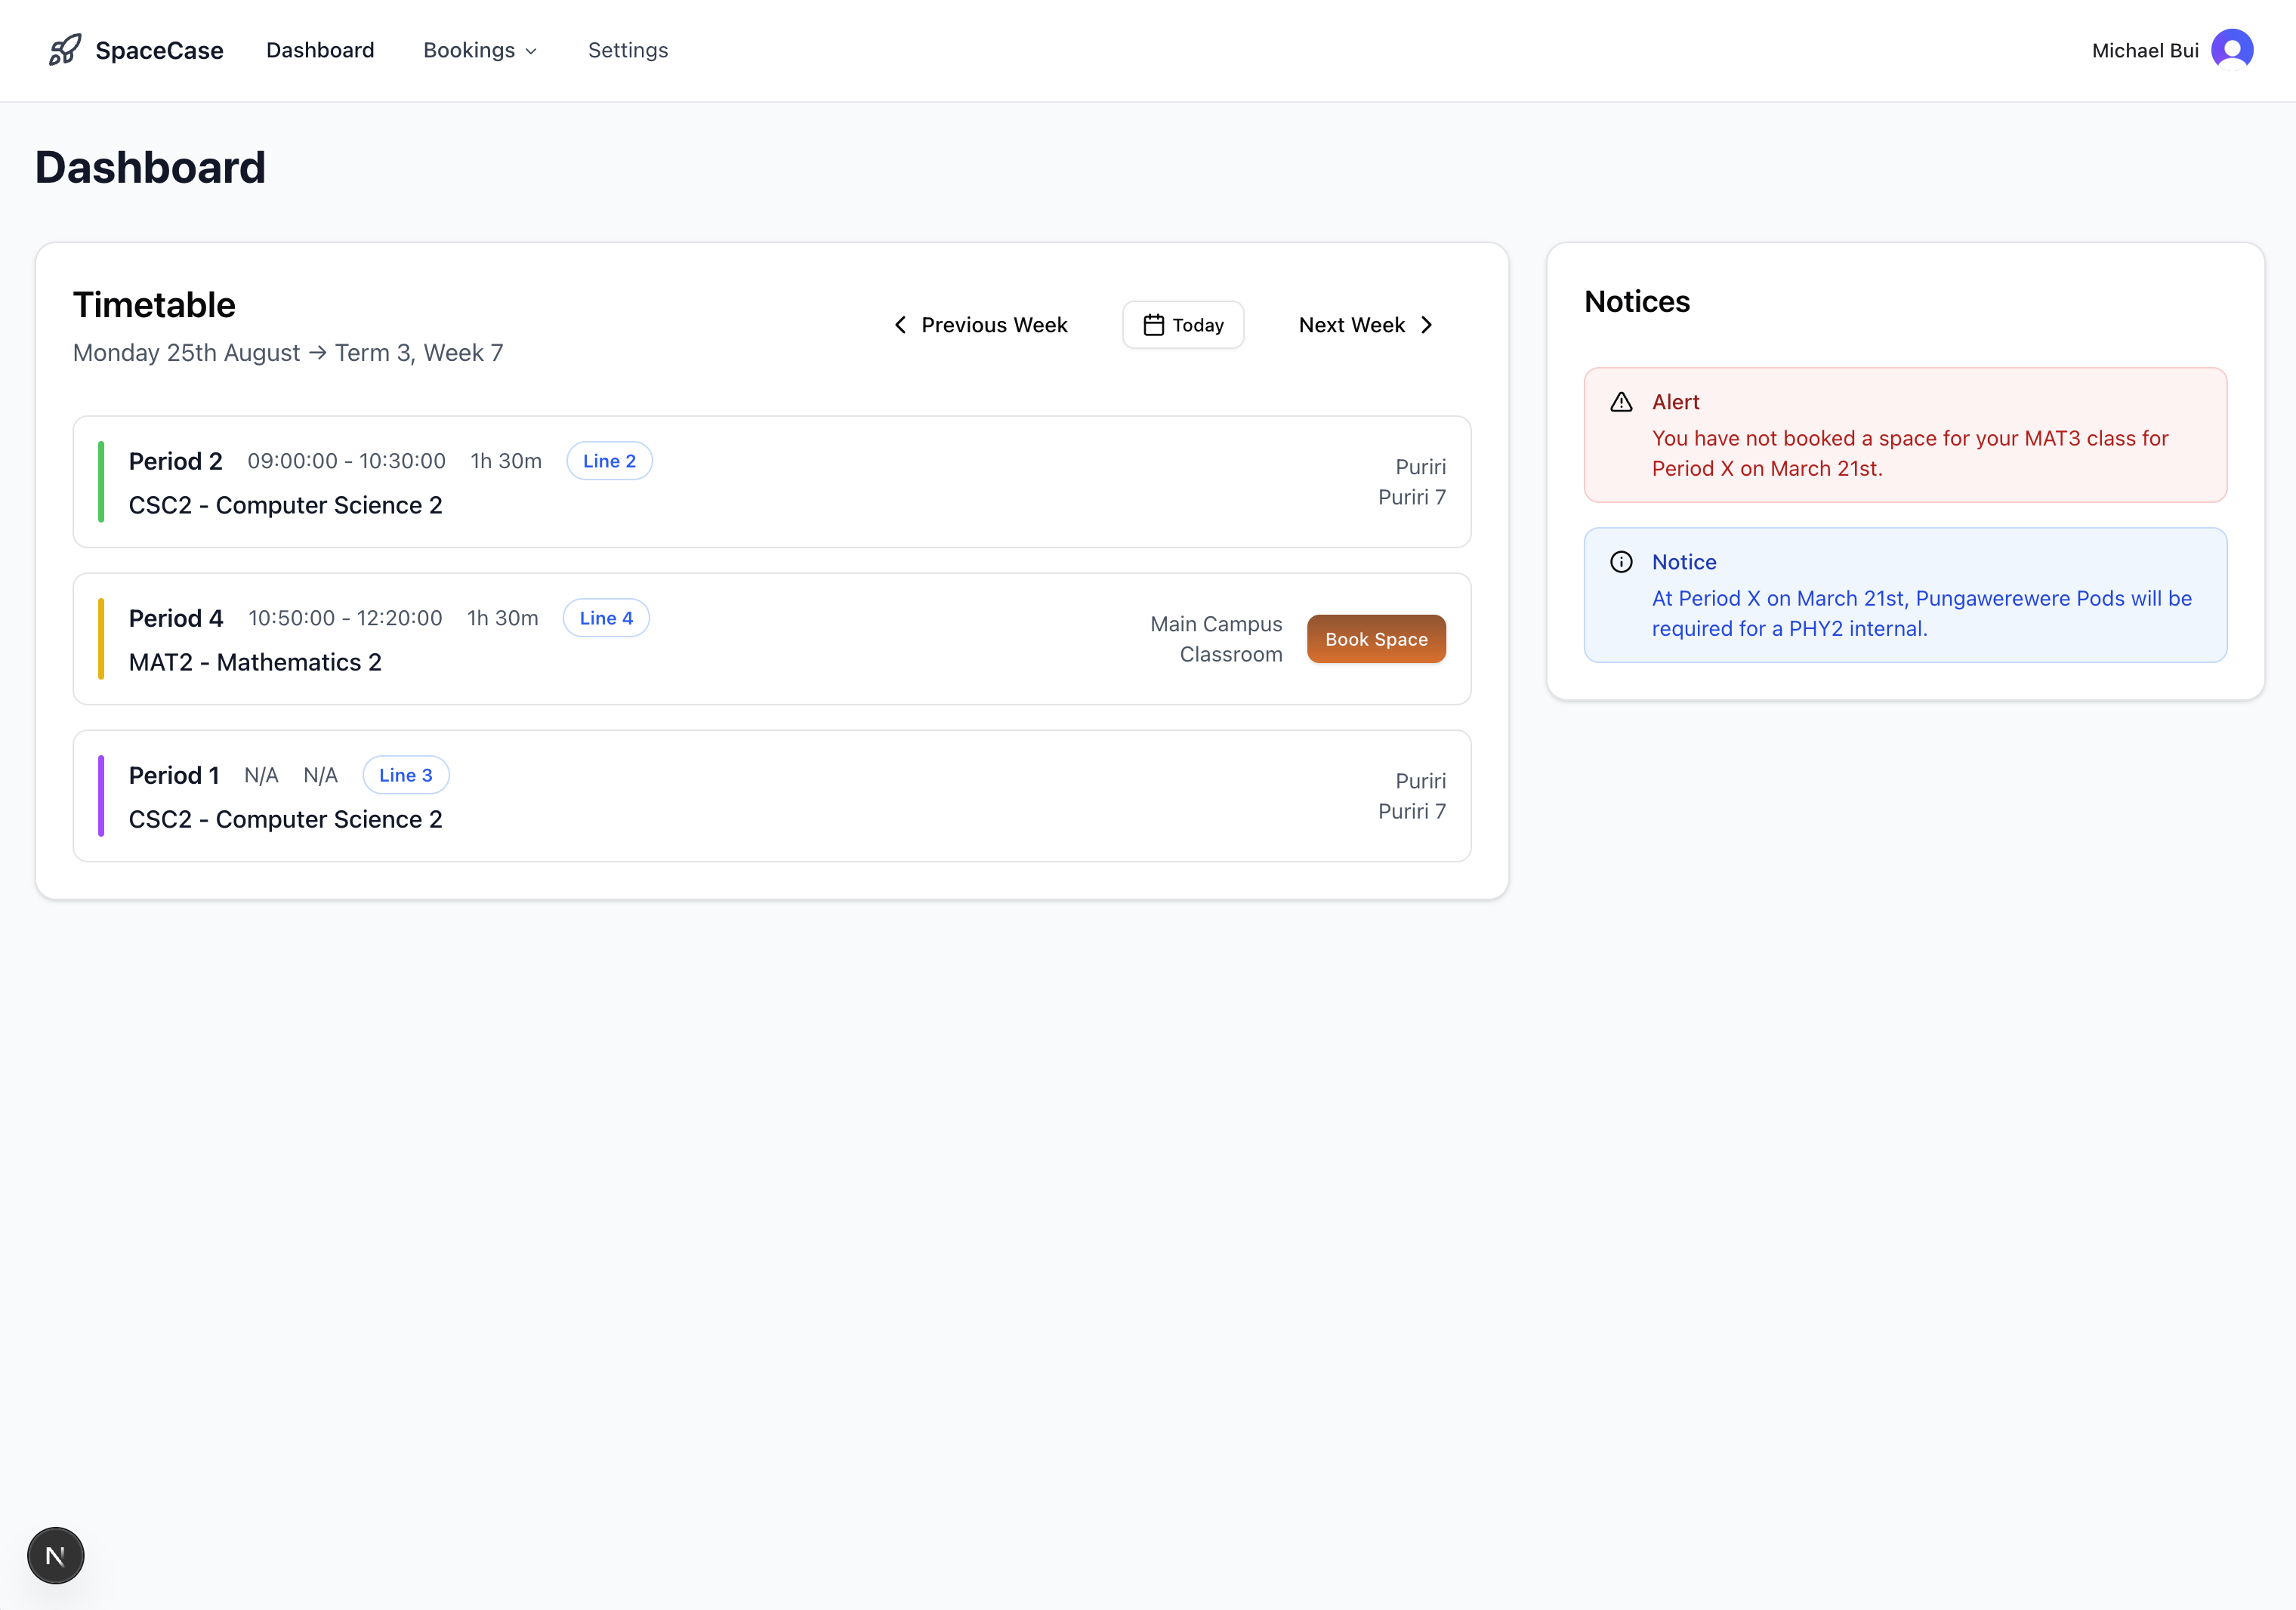 SpaceCase
Dashboard
Bookings
Settings
Michael Bui
Dashboard
Timetable
Monday 25th August → Term 3, Week 7
Previous Week
Today
Next Week
Period 2 09:00:00 - 10:30:00 1h 30m Line 2
CSC2 - Computer Science 2
Puriri
Puriri 7
Period 4 10:50:00 - 12:20:00 1h 30m Line 4
MAT2 - Mathematics 2
Main Campus
Classroom
Book Space
Period 1 N/A N/A Line 3
CSC2 - Computer Science 2
Puriri
Puriri 7
Notices
Alert
You have not booked a space for your MAT3 class for
Period X on March 21st.
Notice
At Period X on March 21st, Pungawerewere Pods will be
required for a PHY2 internal.
N